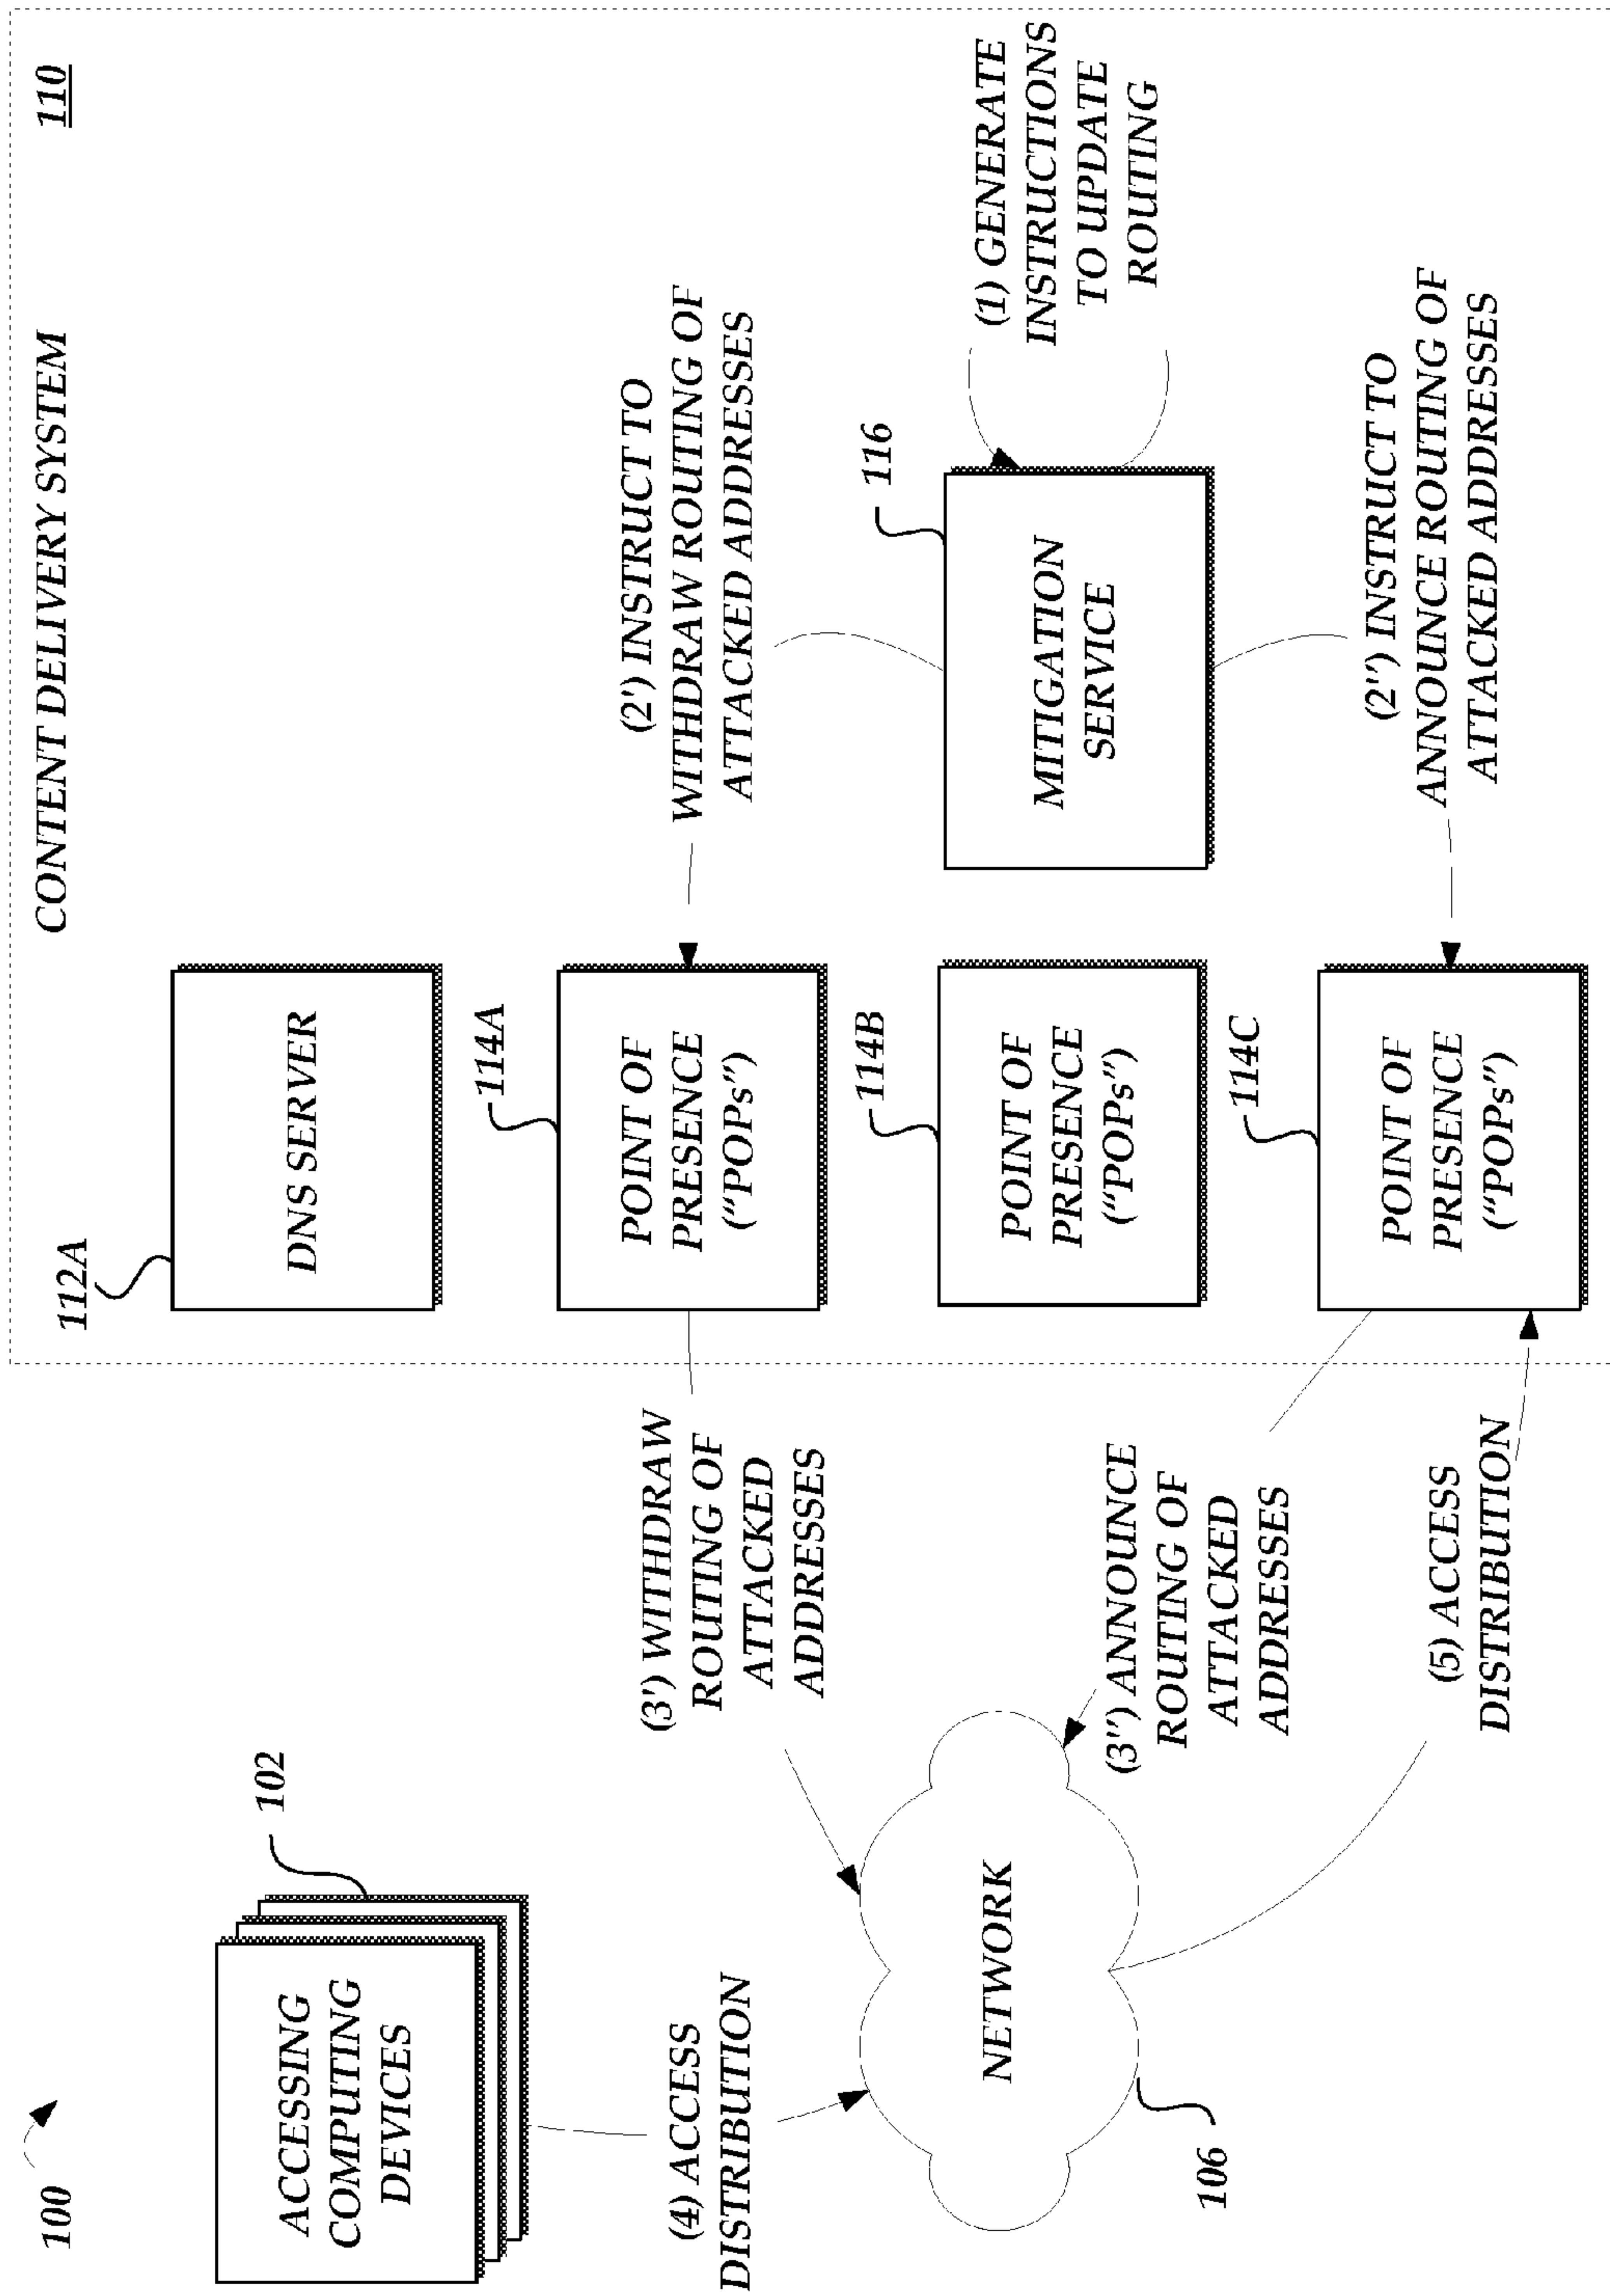 100
CONTENT DELIVERY SYSTEM
110
112A
DNS SERVER
102
ACCESSING
COMPUTING
DEVICES
114A
POINT OF
PRESENCE
(“POPs”)
(2') INSTRUCT TO
WITHDRAW ROUTING OF
ATTACKED ADDRESSES
(3') WITHDRAW
ROUTING OF
ATTACKED
ADDRESSES
(4) ACCESS
DISTRIBUTION
114B
POINT OF
PRESENCE
(“POPs”)
116
MITIGATION
SERVICE
(1) GENERATE
INSTRUCTIONS
TO UPDATE
ROUTING
NETWORK
106
(3'') ANNOUNCE
ROUTING OF
ATTACKED
ADDRESSES
114C
POINT OF
PRESENCE
(“POPs”)
(2'') INSTRUCT TO
ANNOUNCE ROUTING OF
ATTACKED ADDRESSES
(5) ACCESS
DISTRIBUTION